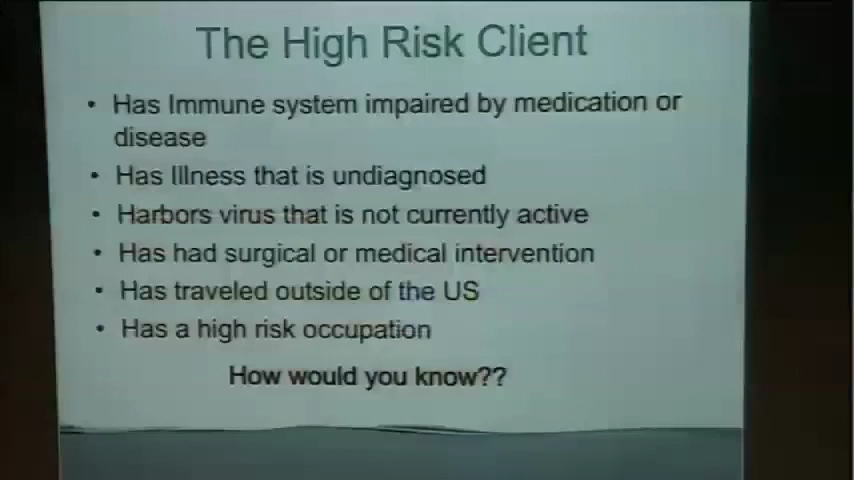 The High Risk Client
• Has Immune system impaired by medication or
disease
• Has Illness that is undiagnosed
• Harbors virus that is not currently active
• Has had surgical or medical intervention
• Has traveled outside of the US
• Has a high risk occupation
How would you know??